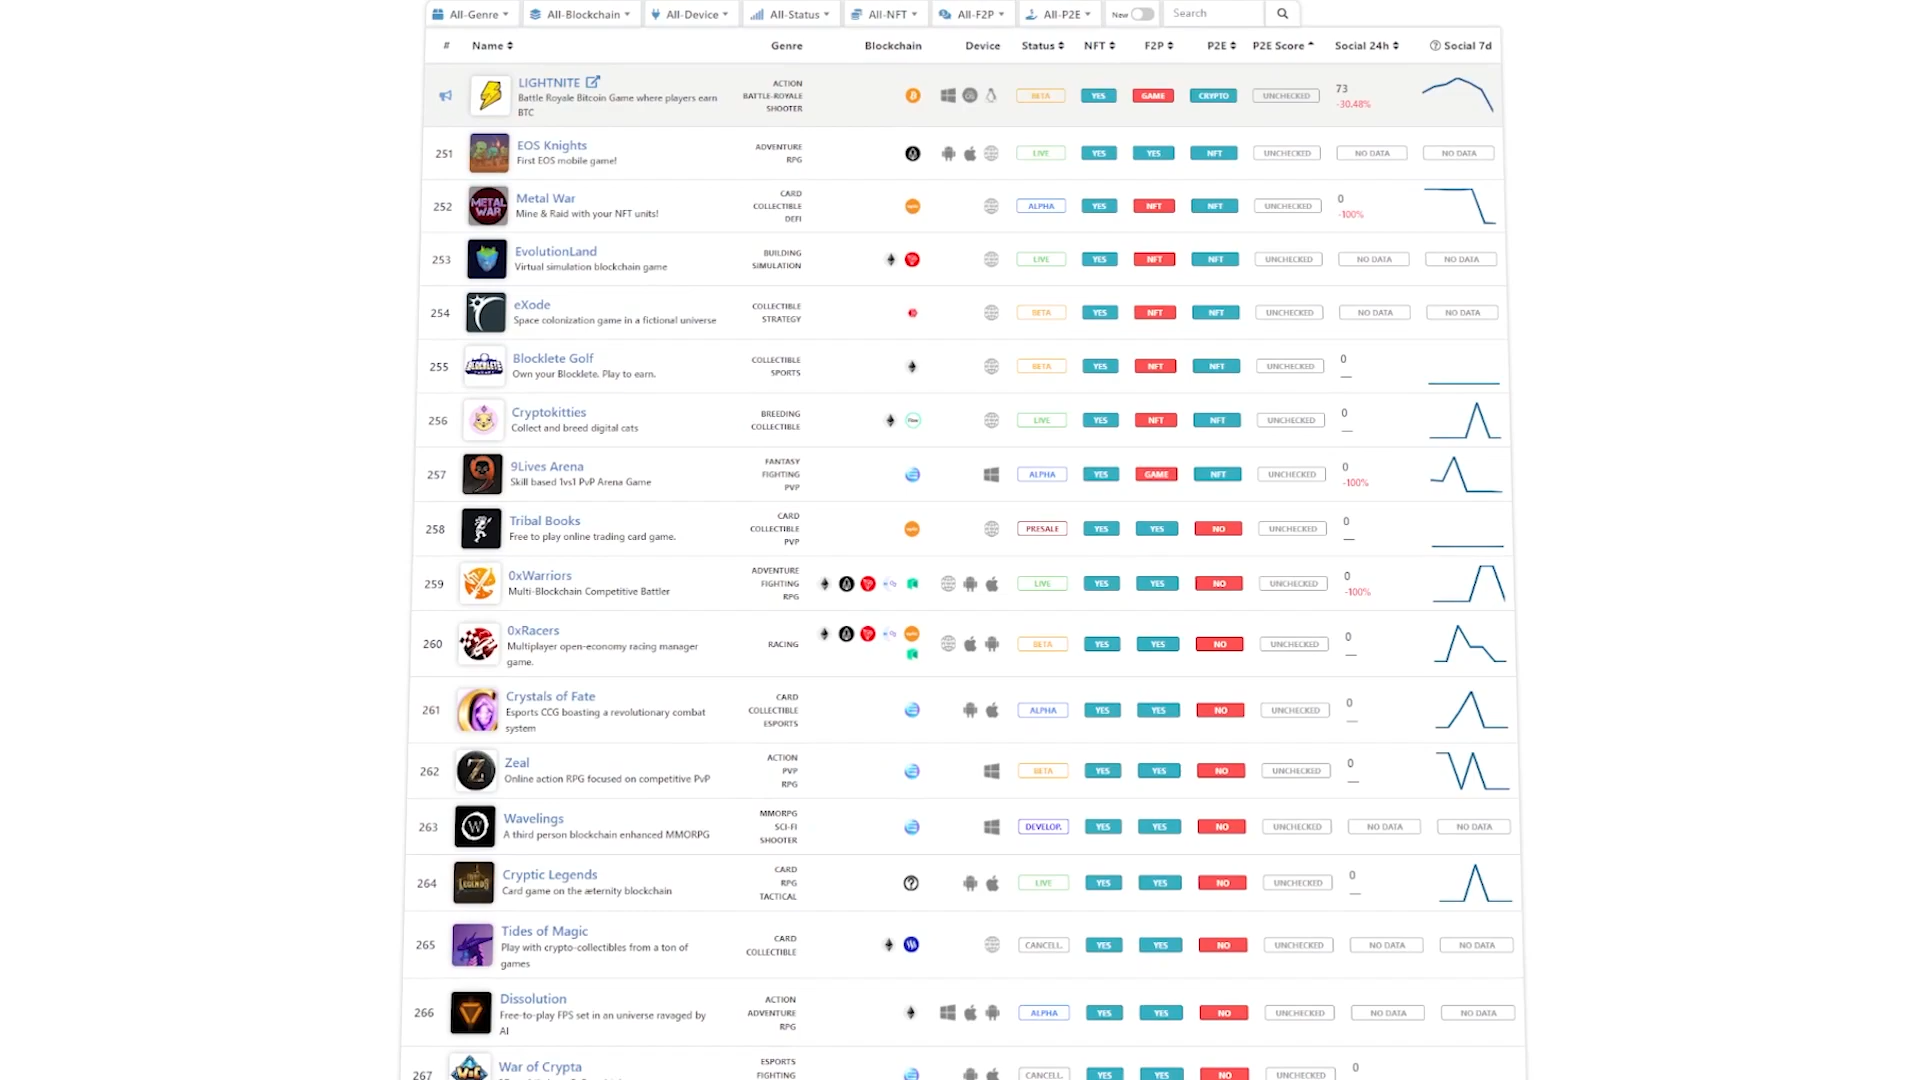 All-Genre All-Blockchain All-Device All-Status All-NFT All-F2P All-P2E New Search
# Name Genre Blockchain Device Status NFT F2P P2E P2E Score Social 24h Social 7d
LIGHTNITE
Battle Royale Bitcoin Game where players earn
BTC
ACTION
BATTLE-ROYALE
SHOOTER
BETA YES GAME CRYPTO UNCHECKED
73
-30.48%
251 EOS Knights
First EOS mobile game!
ADVENTURE
RPG
LIVE YES YES NFT UNCHECKED NO DATA NO DATA
252 Metal War
Mine & Raid with your NFT units!
METAL
WAR
CARD
COLLECTIBLE
DEFI
ALPHA YES NFT NFT UNCHECKED
0
-100%
253 EvolutionLand
Virtual simulation blockchain game
BUILDING
SIMULATION
LIVE YES NFT NFT UNCHECKED NO DATA NO DATA
254 eXode
Space colonization game in a fictional universe
COLLECTIBLE
STRATEGY
BETA YES NFT NFT UNCHECKED NO DATA NO DATA
255 Blocklete Golf
Own your Blocklete. Play to earn.
BLOCKLETE
COLLECTIBLE
SPORTS
BETA YES NFT NFT UNCHECKED
0
256 Cryptokitties
Collect and breed digital cats
BREEDING
COLLECTIBLE
LIVE YES NFT NFT UNCHECKED
0
257 9Lives Arena
Skill based 1vs1 PvP Arena Game
FANTASY
FIGHTING
PVP
ALPHA YES GAME NFT UNCHECKED
0
-100%
258 Tribal Books
Free to play online trading card game.
CARD
COLLECTIBLE
PVP
PRESALE YES YES NO UNCHECKED
0
259 0xWarriors
Multi-Blockchain Competitive Battler
ADVENTURE
FIGHTING
RPG
LIVE YES YES NO UNCHECKED
0
-100%
260 0xRacers
Multiplayer open-economy racing manager
game.
RACING
BETA YES YES NO UNCHECKED
0
261 Crystals of Fate
Esports CCG boasting a revolutionary combat
system
CARD
COLLECTIBLE
ESPORTS
ALPHA YES YES NO UNCHECKED
0
262 Zeal
Online action RPG focused on competitive PvP
Z
ACTION
PVP
RPG
BETA YES YES NO UNCHECKED
0
263 Wavelings
A third person blockchain enhanced MMORPG
W
MMORPG
SCI-FI
SHOOTER
DEVELOP. YES YES NO UNCHECKED NO DATA NO DATA
264 Cryptic Legends
Card game on the æternity blockchain
LEGENDS
CARD
RPG
TACTICAL
LIVE YES YES NO UNCHECKED
0
265 Tides of Magic
Play with crypto-collectibles from a ton of
games
CARD
COLLECTIBLE
CANCELL. YES YES NO UNCHECKED NO DATA NO DATA
266 Dissolution
Free-to-play FPS set in an universe ravaged by
AI
ACTION
ADVENTURE
RPG
ALPHA YES YES NO UNCHECKED NO DATA NO DATA
267 War of Crypta
ESPORTS
FIGHTING
CANCELL. YES YES NO UNCHECKED
0